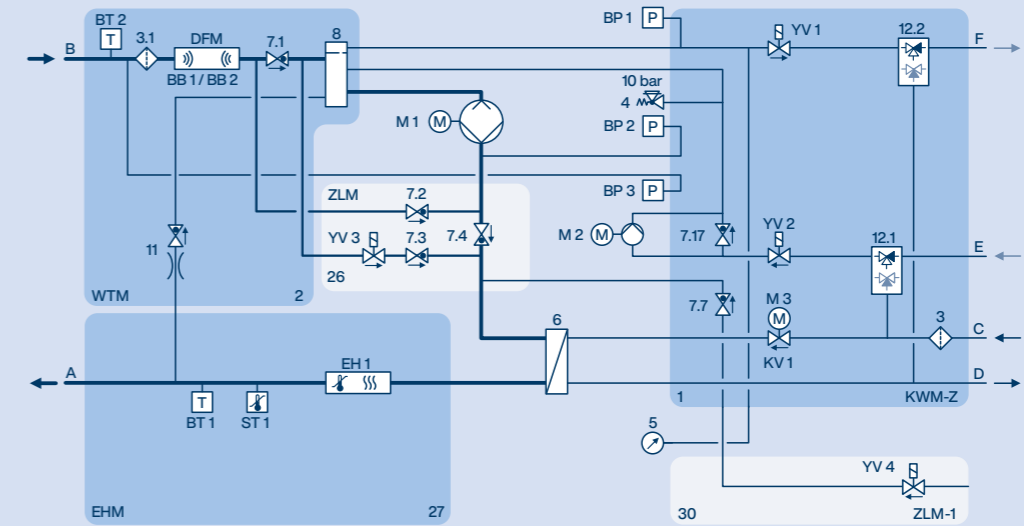 BT 2
B
T
3.1
DFM
BB 1 / BB 2
7.1
8
BP 1
P
YV 1
12.2
F
10 bar
4
M 1
M
BP 2
P
BP 3
P
ZLM
7.2
YV 3
7.3
7.4
26
11
WTM
2
M 2
M
7.17
YV 2
12.1
E
7.7
M 3
M
KV 1
3
C
6
EH 1
A
D
T
BT 1
ST 1
1
KWM-Z
5
YV 4
EHM
27
30
ZLM-1